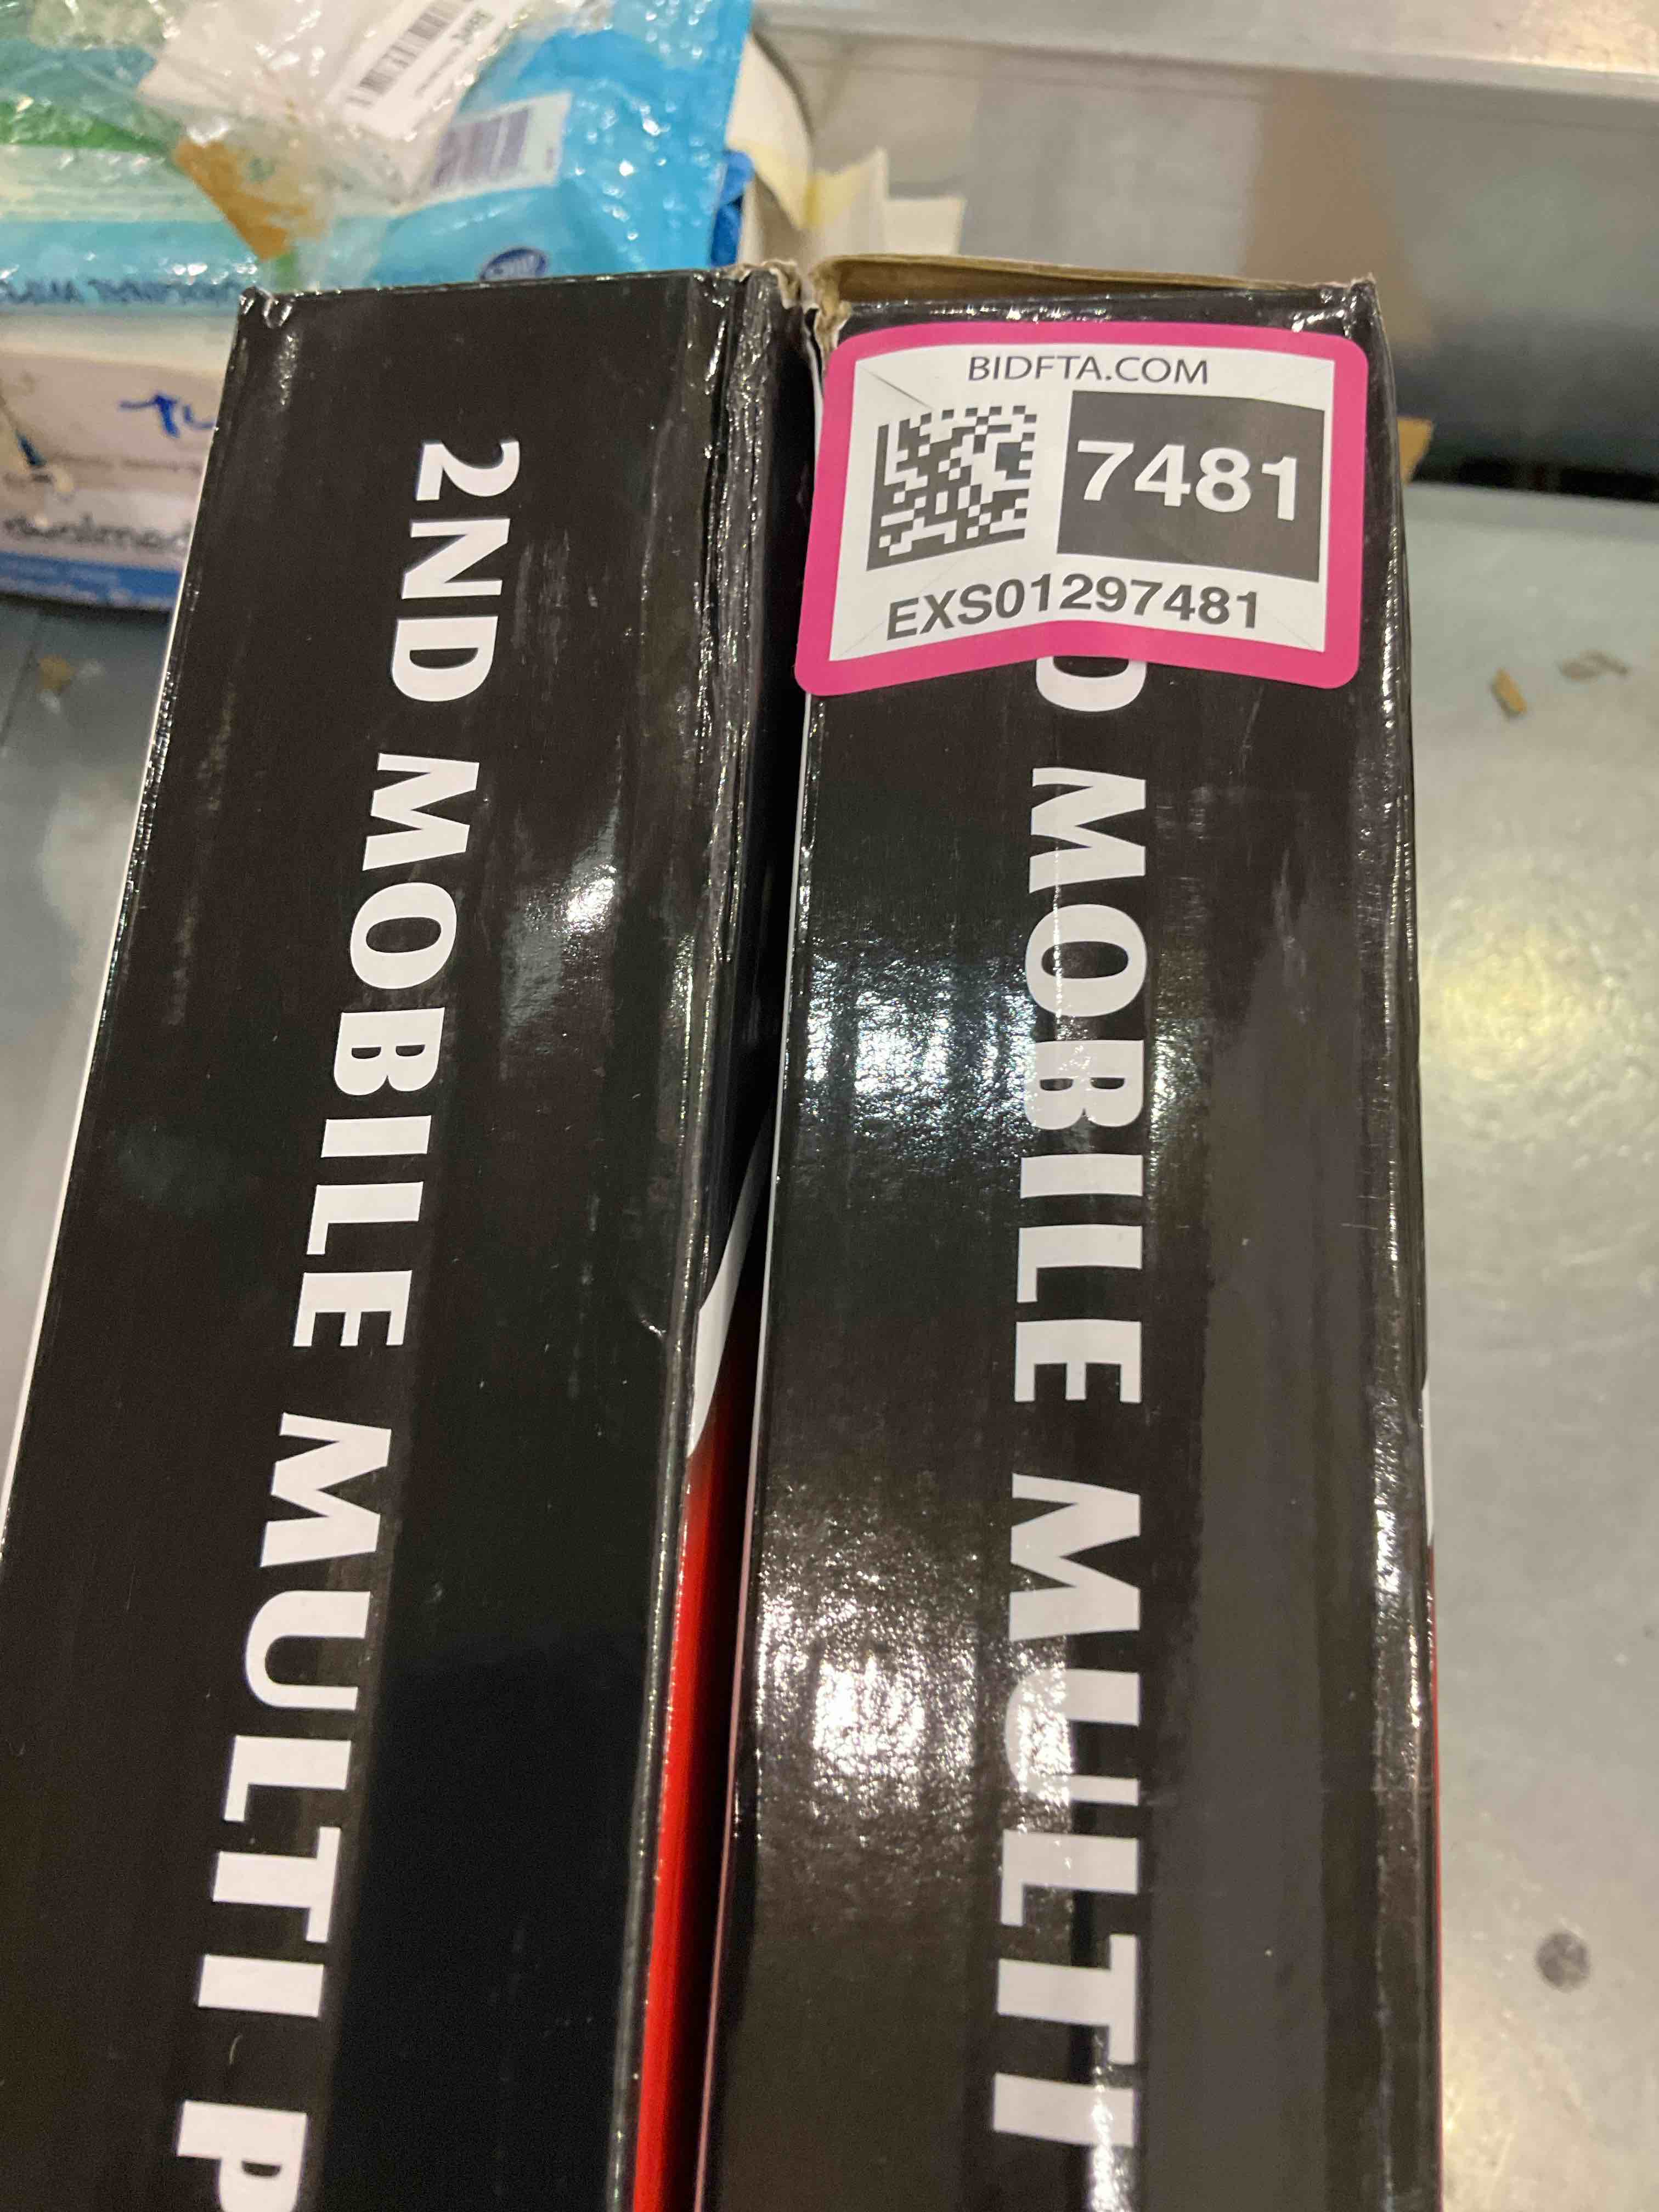 BIDFTA.COM
7481
EXS01297481
2ND MOBILE MULTI P
D MOBILE MULTI